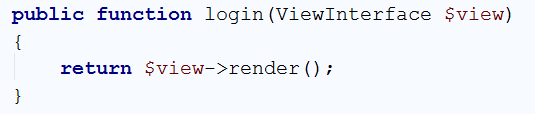 public function login(ViewInterface $view)
{
    return $view->render();
}